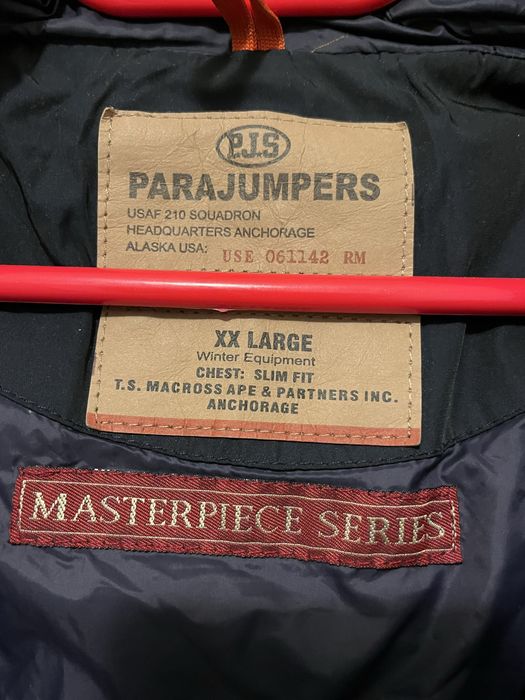 P.J.S
PARAJUMPERS
USAF 210 SQUADRON
HEADQUARTERS ANCHORAGE
ALASKA USA: USE 061142 RM
XX LARGE
Winter Equipment
CHEST: SLIM FIT
T.S. MACROSS APE & PARTNERS INC.
ANCHORAGE
MASTERPIECE SERIES